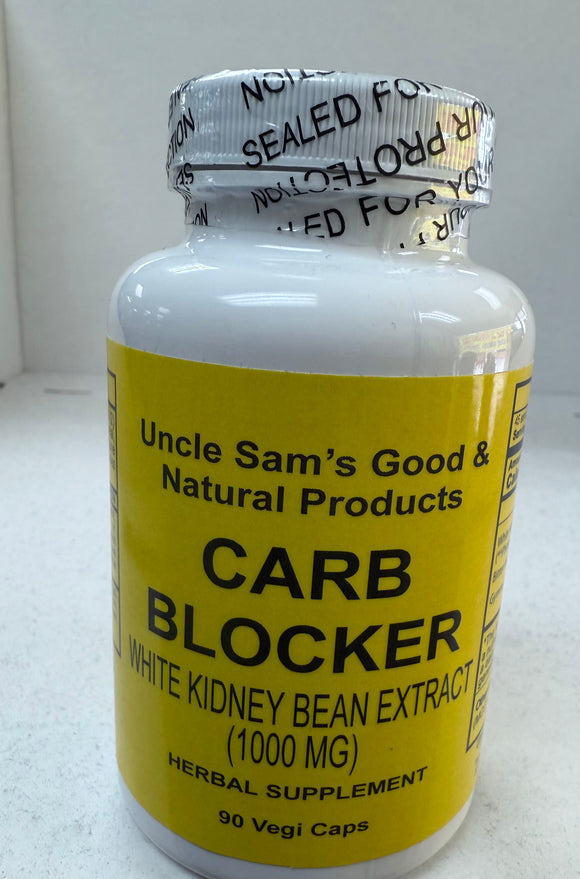 SEALED FOR
YOUR PROTECTION
Uncle Sam's Good &
Natural Products
CARB
BLOCKER
WHITE KIDNEY BEAN EXTRACT
(1000 MG)
HERBAL SUPPLEMENT
90 Vegi Caps